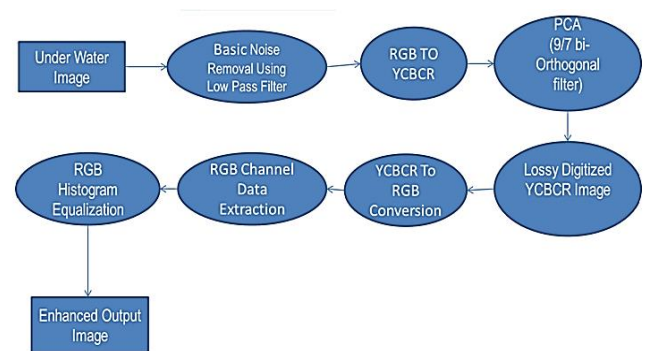 Under Water
Image
Basic Noise
Removal Using
Low Pass Filter
RGB TO
YCBCR
PCA
(9/7 bi-
Orthogonal
filter)
Lossy Digitized
YCBCR Image
YCBCR To
RGB
Conversion
RGB Channel
Data
Extraction
RGB
Histogram
Equalization
Enhanced Output
Image